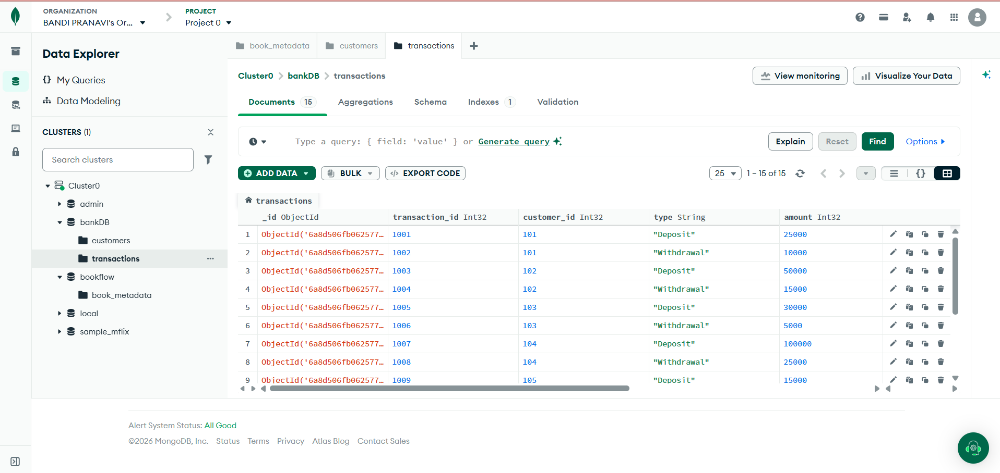 ORGANIZATION
BANDI PRANAVI's Or...
PROJECT
Project 0
Data Explorer
My Queries
Data Modeling
CLUSTERS (1)
Search clusters
Cluster0
admin
bankDB
customers
transactions
bookflow
book_metadata
local
sample_mflix
book_metadata customers transactions
Cluster0 bankDB transactions
View monitoring Visualize Your Data
Documents 15 Aggregations Schema Indexes 1 Validation
Type a query: { field: 'value' } or Generate query
Explain Reset Find Options
ADD DATA BULK EXPORT CODE
25 1 – 15 of 15
transactions
_id ObjectId transaction_id Int32 customer_id Int32 type String amount Int32
1 ObjectId('6a8d506fb062577… 1001 101 "Deposit" 25000
2 ObjectId('6a8d506fb062577… 1002 101 "Withdrawal" 10000
3 ObjectId('6a8d506fb062577… 1003 102 "Deposit" 50000
4 ObjectId('6a8d506fb062577… 1004 102 "Withdrawal" 15000
5 ObjectId('6a8d506fb062577… 1005 103 "Deposit" 30000
6 ObjectId('6a8d506fb062577… 1006 103 "Withdrawal" 5000
7 ObjectId('6a8d506fb062577… 1007 104 "Deposit" 100000
8 ObjectId('6a8d506fb062577… 1008 104 "Withdrawal" 25000
9 ObjectId('6a8d506fb062577… 1009 105 "Deposit" 15000
Alert System Status: All Good
©2026 MongoDB, Inc. Status Terms Privacy Atlas Blog Contact Sales